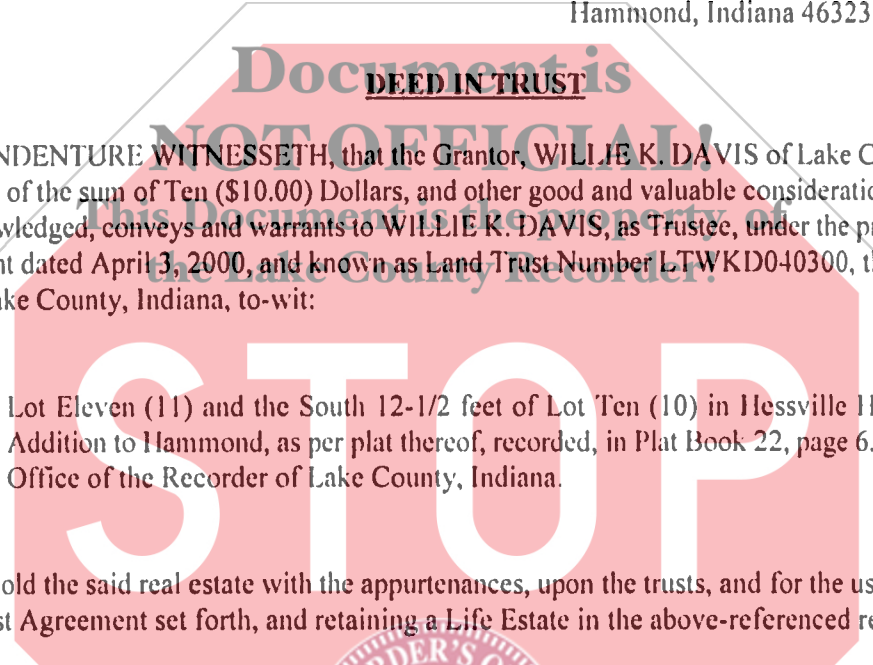 Hammond, Indiana 46323
Document is
DEED IN TRUST
NOT OFFICIAL!
NDENTURE WITNESSETH, that the Grantor, WILLIE K. DAVIS of Lake C
of the sum of Ten ($10.00) Dollars, and other good and valuable consideratio
This Document is the property of
wledged, conveys and warrants to WILLIE K. DAVIS, as Trustee, under the p
the Lake County Recorder!
nt dated April 3, 2000, and known as Land Trust Number LTWKD040300, t
ke County, Indiana, to-wit:
STOP
Lot Eleven (11) and the South 12-1/2 feet of Lot Ten (10) in Hessville H
Addition to Hammond, as per plat thereof, recorded, in Plat Book 22, page 6
Office of the Recorder of Lake County, Indiana.
old the said real estate with the appurtenances, upon the trusts, and for the us
st Agreement set forth, and retaining a Life Estate in the above-referenced re
RDER'S O